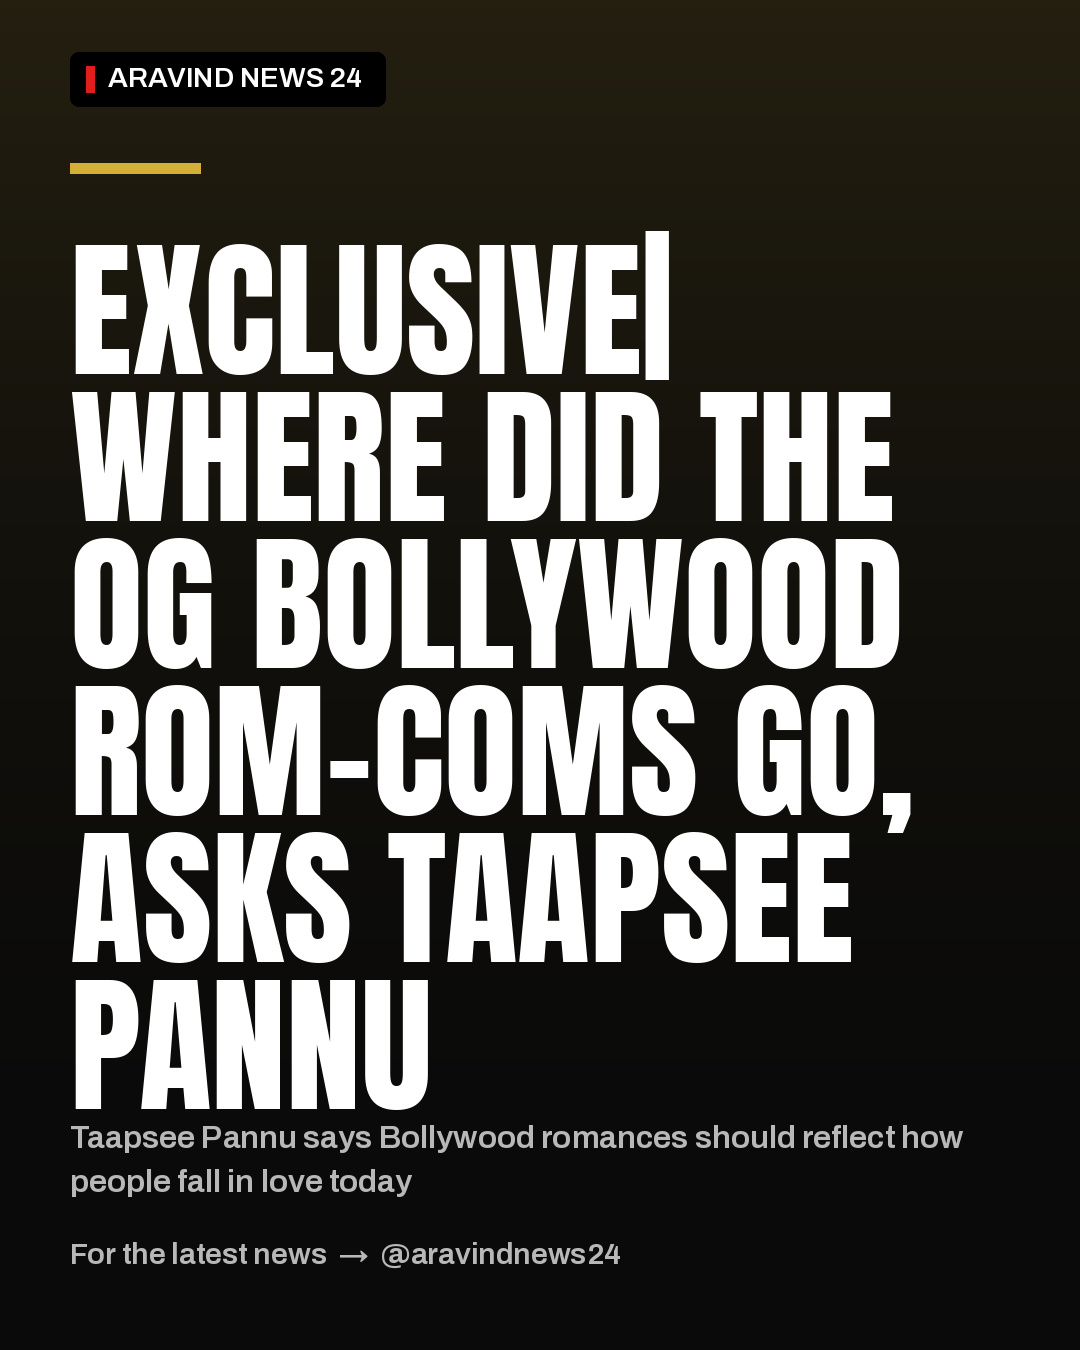 ARAVIND NEWS 24
EXCLUSIVE|
WHERE DID THE
OG BOLLYWOOD
ROM-COMS GO,
ASKS TAAPSEE
PANNU
Taapsee Pannu says Bollywood romances should reflect how
people fall in love today
For the latest news → @aravindnews24